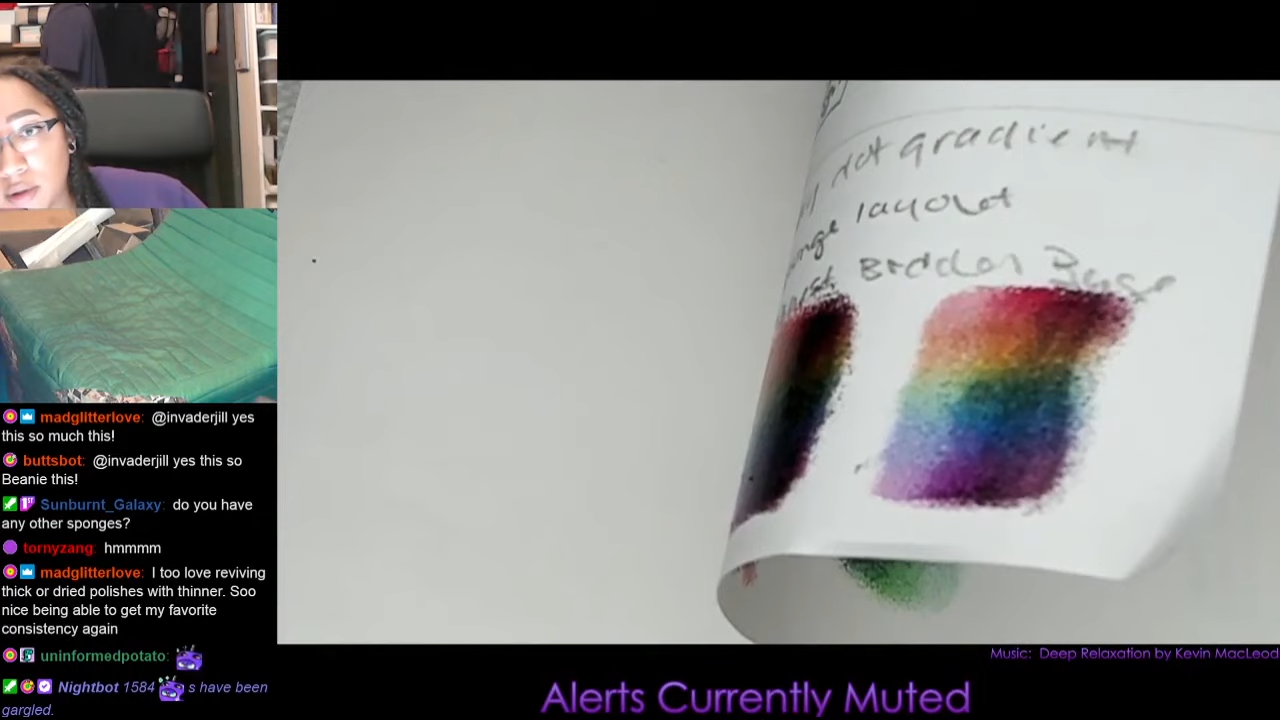 not gradient
layout
madglitterlove: @invaderjill yes
this so much this!
buttsbot: @invaderjill yes this so
Beanie this!
Sunburnt_Galaxy: do you have
any other sponges?
tornyzang: hmmmm
madglitterlove: I too love reviving
thick or dried polishes with thinner. Soo
nice being able to get my favorite
consistency again
uninformedpotato:
Nightbot 1584 s have been
gargled.
Music: Deep Relaxation by Kevin MacLeod
Alerts Currently Muted